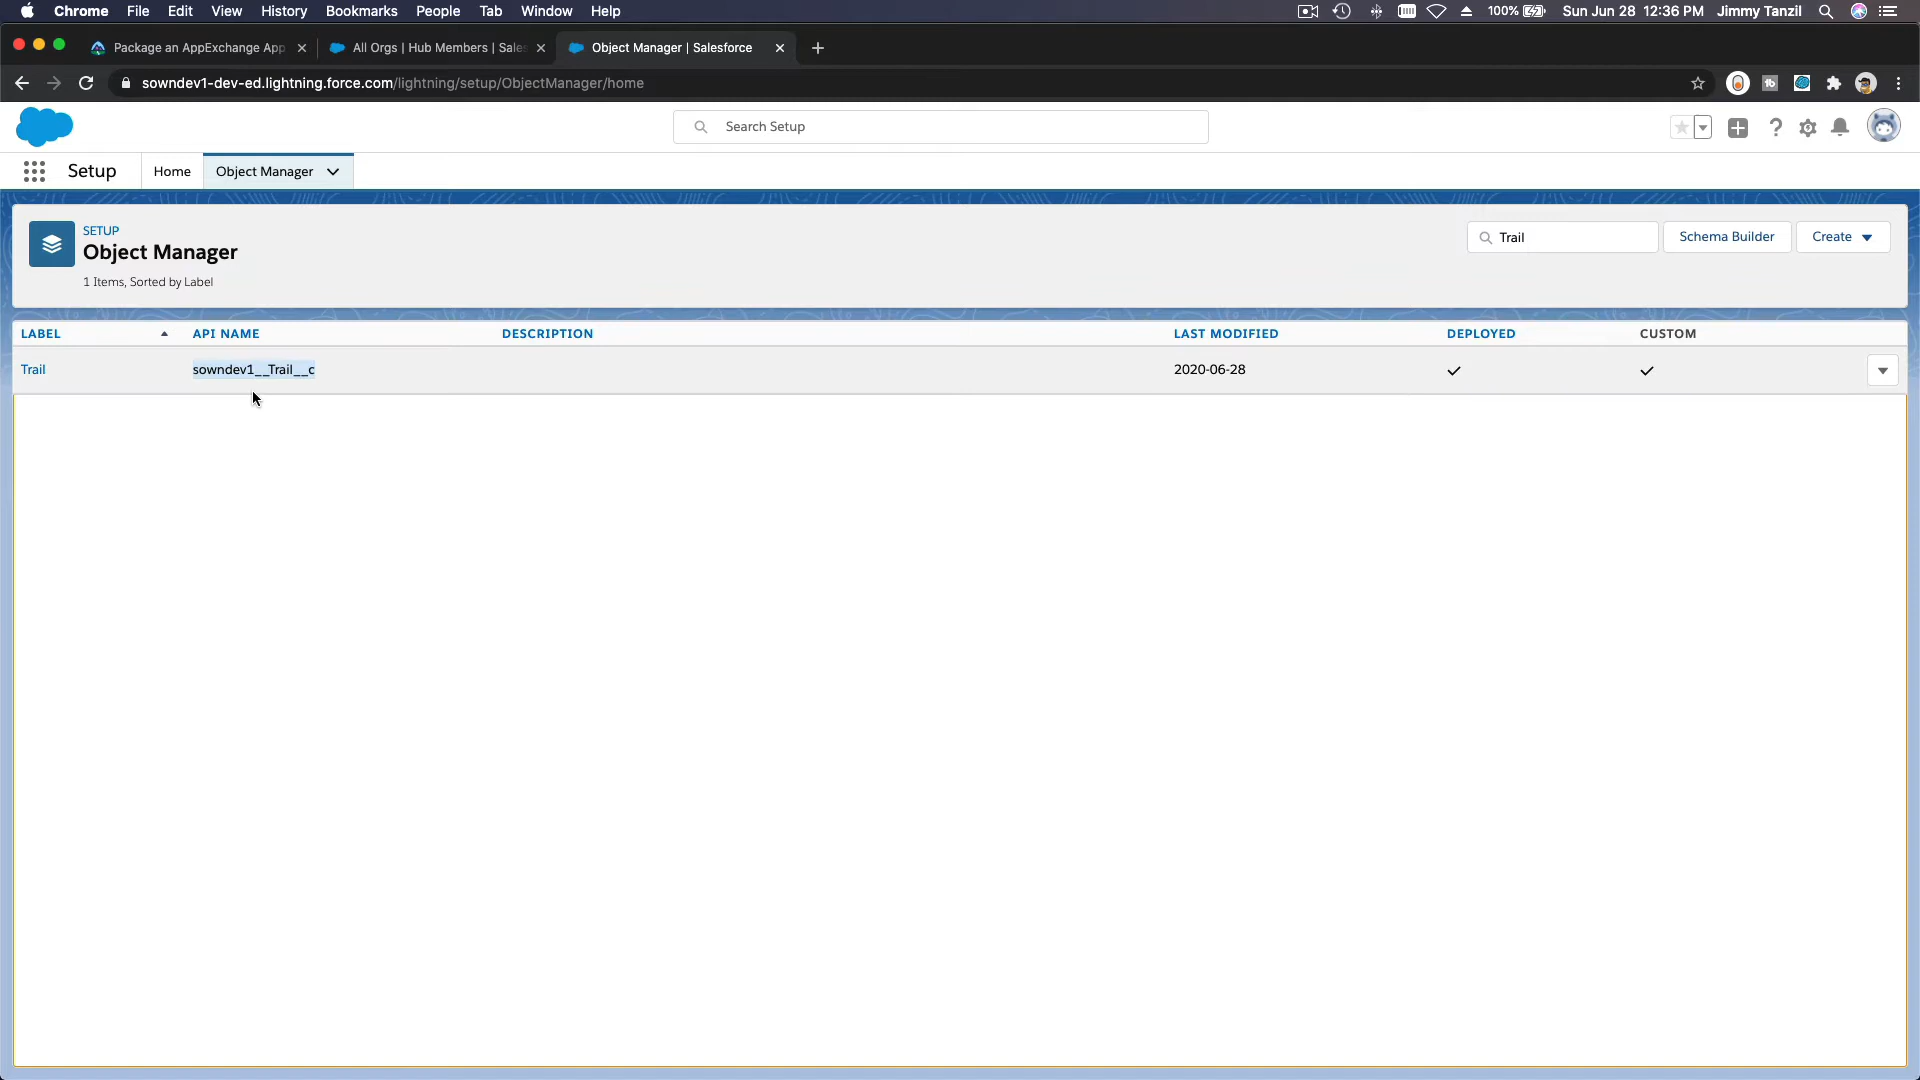 Chrome File Edit View History Bookmarks People Tab Window Help 100% Sun Jun 28 12:36 PM Jimmy Tanzil
Package an AppExchange App All Orgs | Hub Members | Sales Object Manager | Salesforce
sowndev1-dev-ed.lightning.force.com/lightning/setup/ObjectManager/home
Search Setup
Setup Home Object Manager
SETUP
Object Manager
1 Items, Sorted by Label
Trail Schema Builder Create
LABEL API NAME DESCRIPTION LAST MODIFIED DEPLOYED CUSTOM
Trail sowndev1__Trail__c 2020-06-28